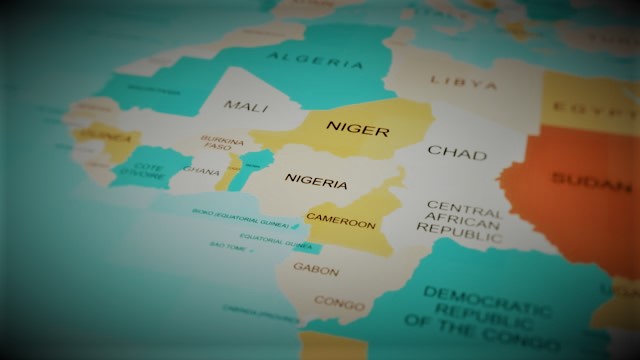 ALGERIA
LIBYA
EGYPT
MALI
NIGER
CHAD
SUDAN
GUINEA
BURKINA
FASO
COTE
D'IVOIRE
GHANA
NIGERIA
CENTRAL
AFRICAN
REPUBLIC
CAMEROON
BIOKO (EQUATORIAL GUINEA)
EQUATORIAL GUINEA
SAO TOME
GABON
CONGO
DEMOCRATIC
REPUBLIC
OF THE CONGO